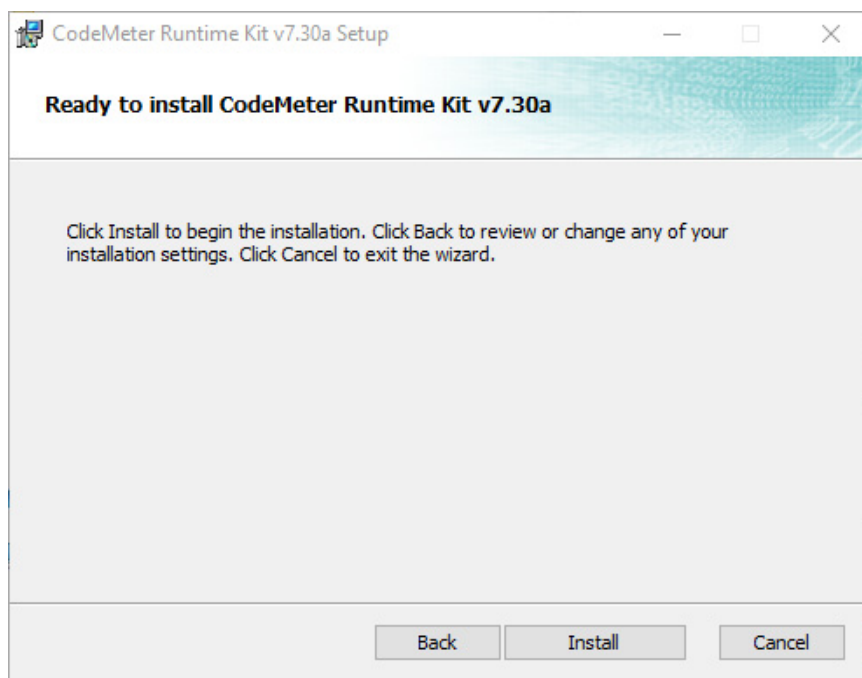 CodeMeter Runtime Kit v7.30a Setup
Ready to install CodeMeter Runtime Kit v7.30a
Click Install to begin the installation. Click Back to review or change any of your
installation settings. Click Cancel to exit the wizard.
Back Install Cancel